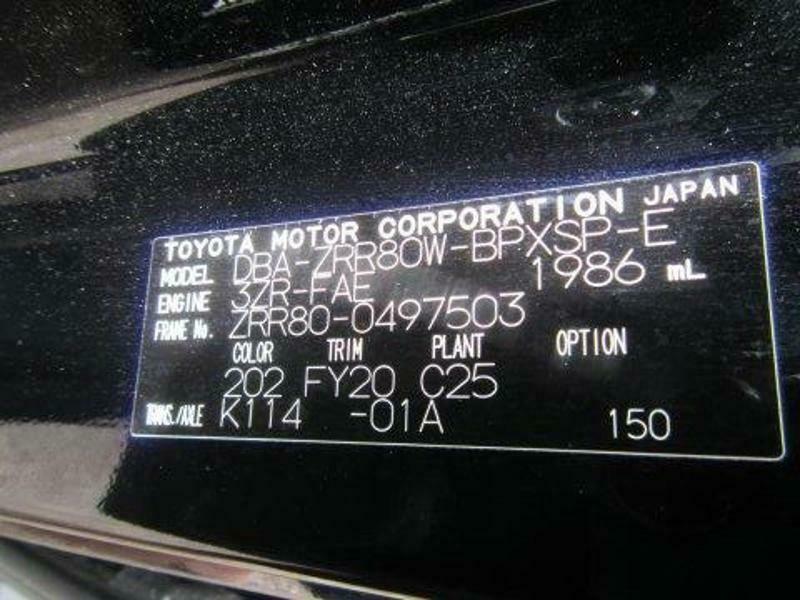 TOYOTA MOTOR CORPORATION JAPAN
MODEL DBA-ZRR80W-BPXSP-E
ENGINE 3ZR-FAE 1986 mL
FRAME No. ZRR80-0497503
COLOR TRIM PLANT OPTION
202 FY20 C25
TRANS./AXLE K114 -01A 150